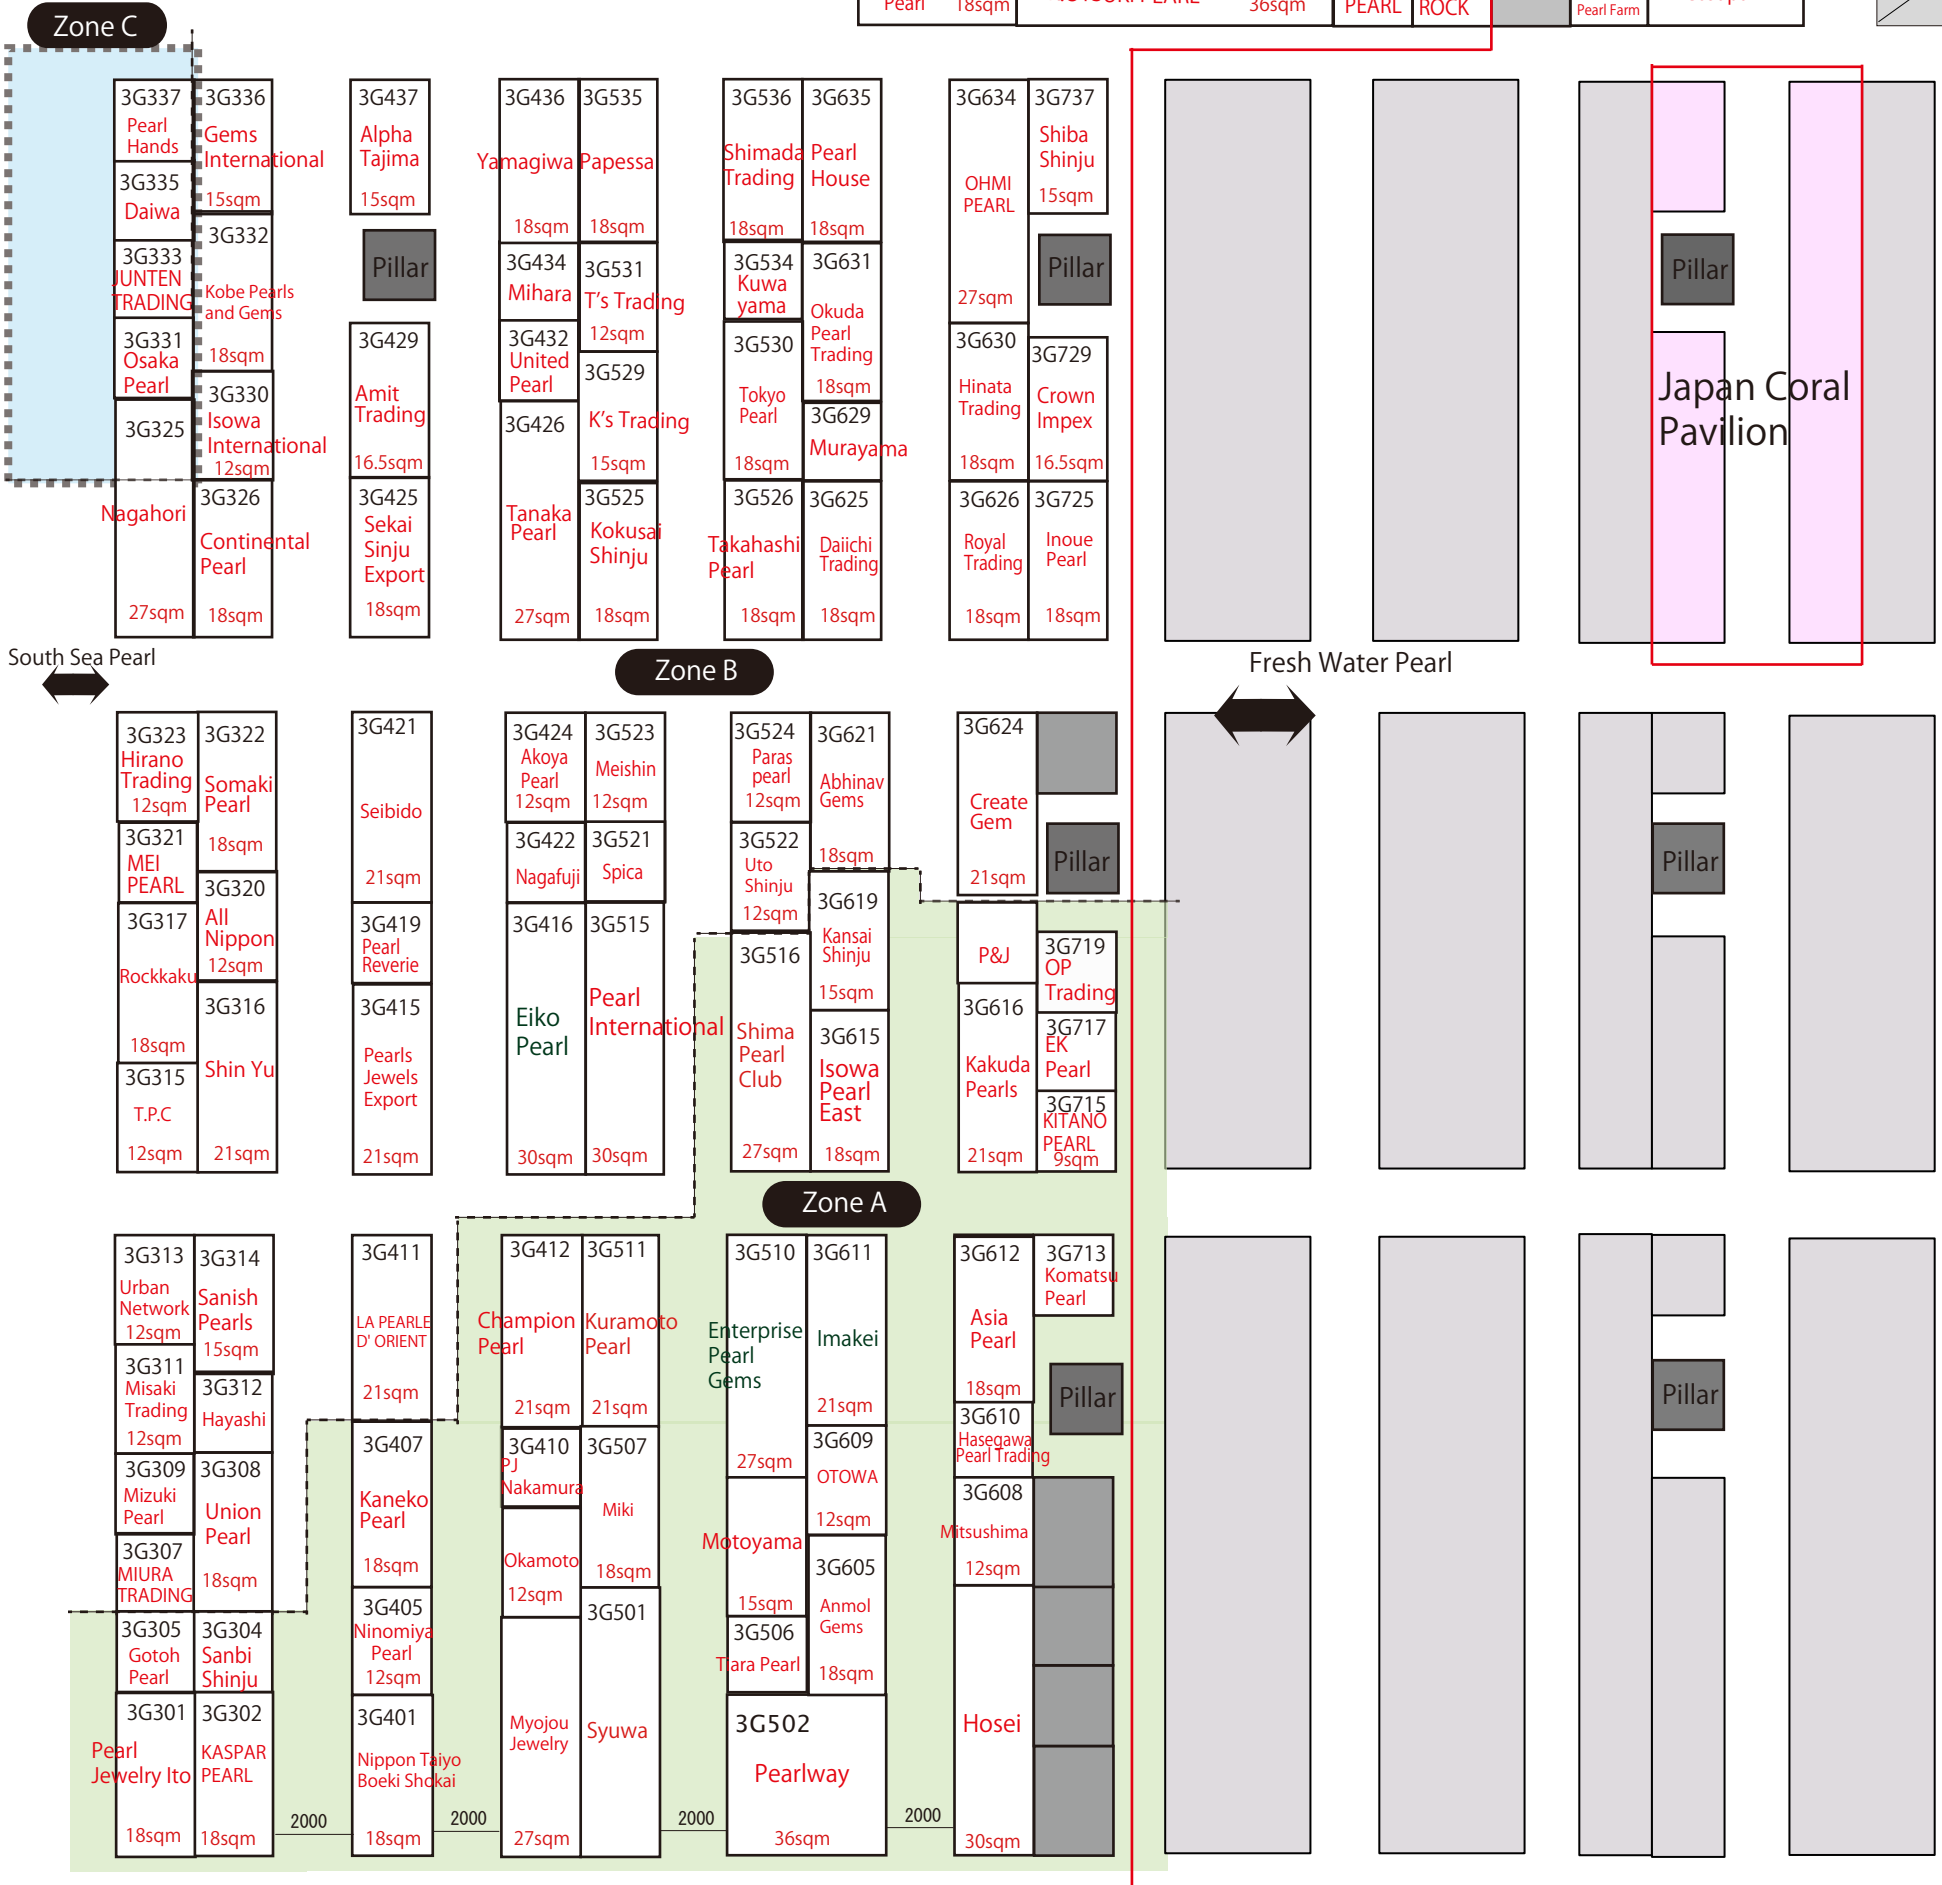 Pearl
18sqm
36sqm
PEARL
ROCK
Pearl Farm
Zone C
3G337
Pearl
Hands
3G336
Gems
International
15sqm
3G335
Daiwa
3G332
Kobe Pearls
and Gems
18sqm
3G333
JUNTEN
TRADING
3G331
Osaka
Pearl
3G330
Isowa
International
12sqm
3G325
Nagahori
27sqm
3G326
Continental
Pearl
18sqm
3G437
Alpha
Tajima
15sqm
Pillar
3G429
Amit
Trading
16.5sqm
3G425
Sekai
Sinju
Export
18sqm
3G436
Yamagiwa
18sqm
3G535
Papessa
18sqm
3G434
Mihara
3G531
T's Trading
12sqm
3G432
United
Pearl
3G529
K's Trading
15sqm
3G426
Tanaka
Pearl
27sqm
3G525
Kokusai
Shinju
18sqm
3G536
Shimada
Trading
18sqm
3G635
Pearl
House
18sqm
3G534
Kuwa
yama
3G631
Okuda
Pearl
Trading
18sqm
3G530
Tokyo
Pearl
18sqm
3G629
Murayama
3G526
Takahashi
Pearl
18sqm
3G625
Daiichi
Trading
18sqm
3G634
OHMI
PEARL
27sqm
3G737
Shiba
Shinju
15sqm
Pillar
3G630
Hinata
Trading
18sqm
3G729
Crown
Impex
16.5sqm
3G626
Royal
Trading
18sqm
3G725
Inoue
Pearl
18sqm
Pillar
Japan Coral
Pavilion
South Sea Pearl
Zone B
Fresh Water Pearl
3G323
Hirano
Trading
12sqm
3G322
Somaki
Pearl
18sqm
3G321
MEI
PEARL
3G320
All
Nippon
12sqm
3G317
Rockkaku
18sqm
3G316
Shin Yu
21sqm
3G315
T.P.C
12sqm
3G421
Seibido
21sqm
3G419
Pearl
Reverie
3G415
Pearls
Jewels
Export
21sqm
3G424
Akoya
Pearl
12sqm
3G523
Meishin
12sqm
3G422
Nagafuji
3G521
Spica
3G416
Eiko
Pearl
30sqm
3G515
Pearl
International
30sqm
3G524
Paras
pearl
12sqm
3G621
Abhinav
Gems
18sqm
3G522
Uto
Shinju
12sqm
3G619
Kansai
Shinju
15sqm
3G516
Shima
Pearl
Club
27sqm
3G615
Isowa
Pearl
East
18sqm
3G624
Create
Gem
21sqm
Pillar
P&J
3G719
OP
Trading
3G616
Kakuda
Pearls
21sqm
3G717
EK
Pearl
3G715
KITANO
PEARL
9sqm
Pillar
Zone A
3G313
Urban
Network
12sqm
3G314
Sanish
Pearls
15sqm
3G311
Misaki
Trading
12sqm
3G312
Hayashi
3G309
Mizuki
Pearl
3G308
Union
Pearl
18sqm
3G307
MIURA
TRADING
3G305
Gotoh
Pearl
3G304
Sanbi
Shinju
3G301
Pearl
Jewelry Ito
18sqm
3G302
KASPAR
PEARL
18sqm
2000
3G411
LA PEARLE
D' ORIENT
21sqm
3G407
Kaneko
Pearl
18sqm
3G405
Ninomiya
Pearl
12sqm
3G401
Nippon Taiyo
Boeki Shokai
18sqm
2000
3G412
Champion
Pearl
21sqm
3G511
Kuramoto
Pearl
21sqm
3G410
PJ
Nakamura
3G507
Miki
18sqm
Okamoto
12sqm
3G501
Syuwa
Myojou
Jewelry
27sqm
2000
3G510
Enterprise
Pearl
Gems
27sqm
3G611
Imakei
21sqm
3G609
OTOWA
12sqm
Motoyama
15sqm
3G605
Anmol
Gems
18sqm
3G506
Tiara Pearl
3G502
Pearlway
36sqm
2000
3G612
Asia
Pearl
18sqm
3G713
Komatsu
Pearl
Pillar
3G610
Hasegawa
Pearl Trading
3G608
Mitsushima
12sqm
Hosei
30sqm
Pillar